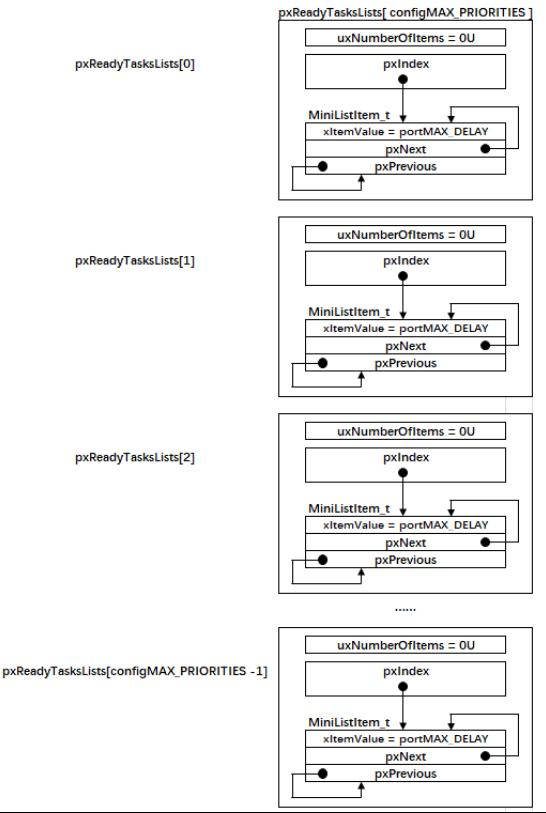 pxReadyTasksLists[ configMAX_PRIORITIES ]
uxNumberOfItems = 0U
pxReadyTasksLists[0]
pxIndex
MiniListItem_t
xItemValue = portMAX_DELAY
pxNext
pxPrevious
uxNumberOfItems = 0U
pxReadyTasksLists[1]
pxIndex
MiniListItem_t
xItemValue = portMAX_DELAY
pxNext
pxPrevious
uxNumberOfItems = 0U
pxReadyTasksLists[2]
pxIndex
MiniListItem_t
xItemValue = portMAX_DELAY
pxNext
pxPrevious
......
uxNumberOfItems = 0U
pxReadyTasksLists[configMAX_PRIORITIES -1]
pxIndex
MiniListItem_t
xItemValue = portMAX_DELAY
pxNext
pxPrevious